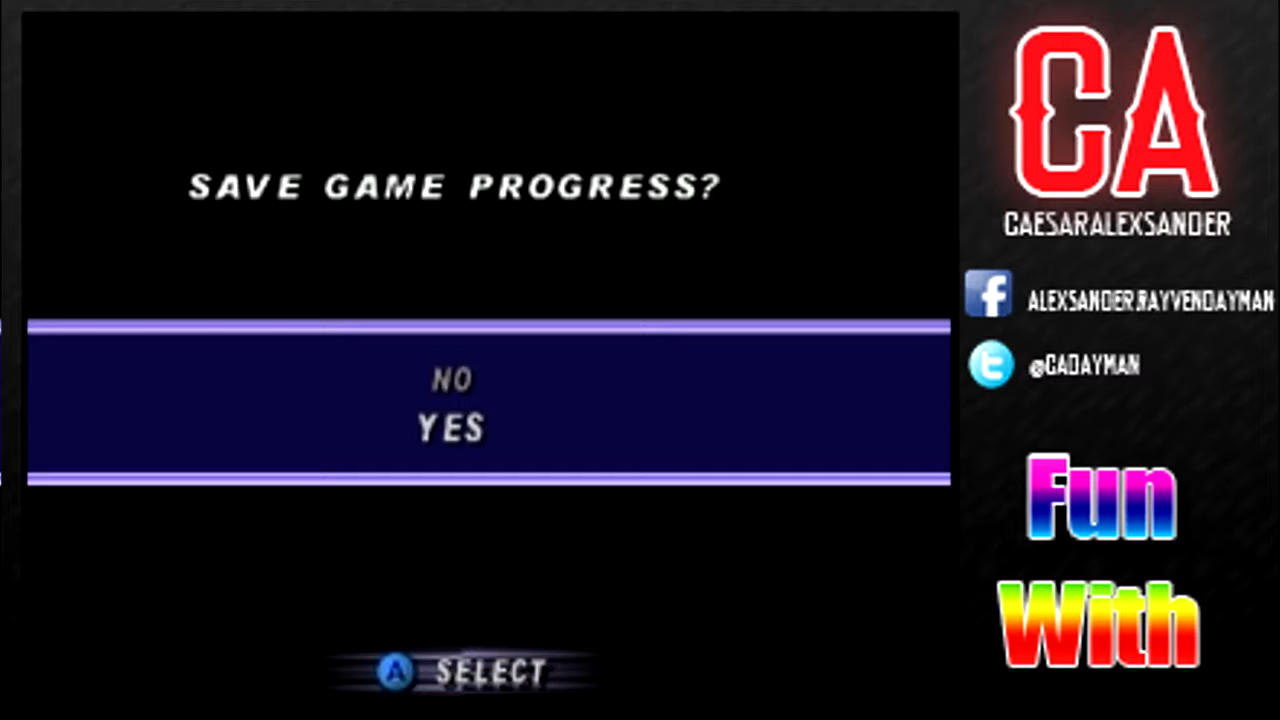 SAVE GAME PROGRESS?
NO
YES
A SELECT
CA
CAESARALEXSANDER
f ALEXSANDER.RAYVENDAYMAN
t @CADAYMAN
Fun
With